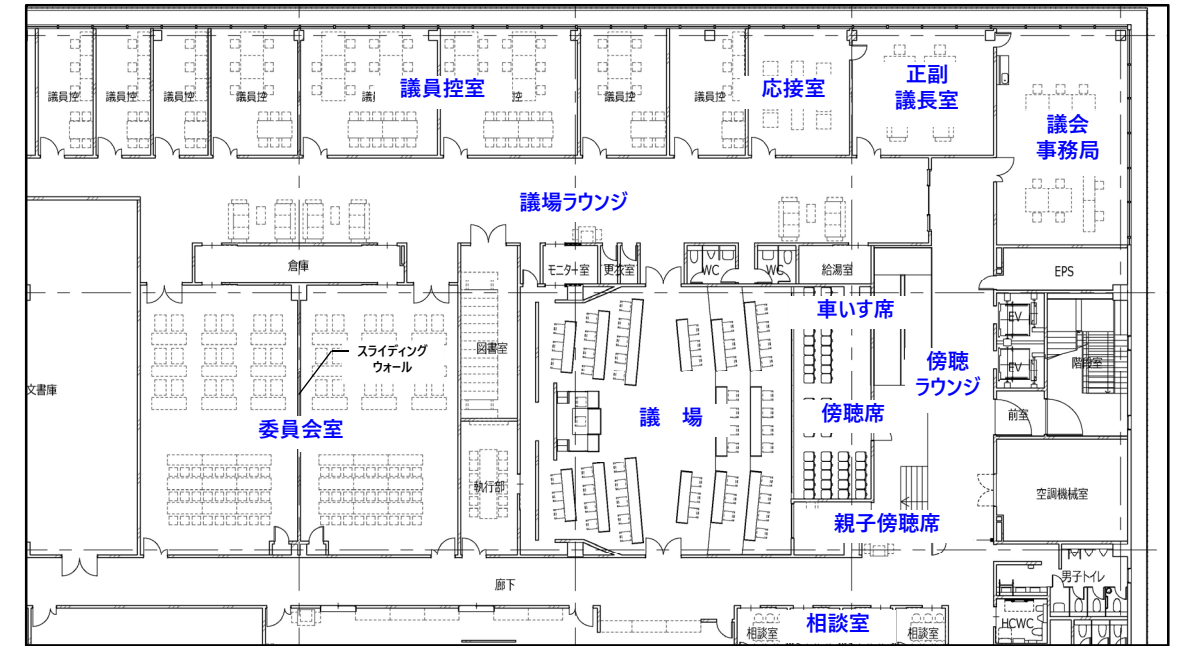 議員控
議員控
議員控
議員控
議員控室
議員控
議員控
応接室
正副
議長室
議会
事務局
議場ラウンジ
倉庫
モニター室
更衣室
WC
WC
給湯室
EPS
車いす席
EV
EV
階段室
スライディング
ウォール
図書室
文書庫
傍聴
ラウンジ
委員会室
議 場
傍聴席
前室
執行部
空調機械室
親子傍聴席
廊下
男子トイレ
HCWC
相談室
相談室
相談室